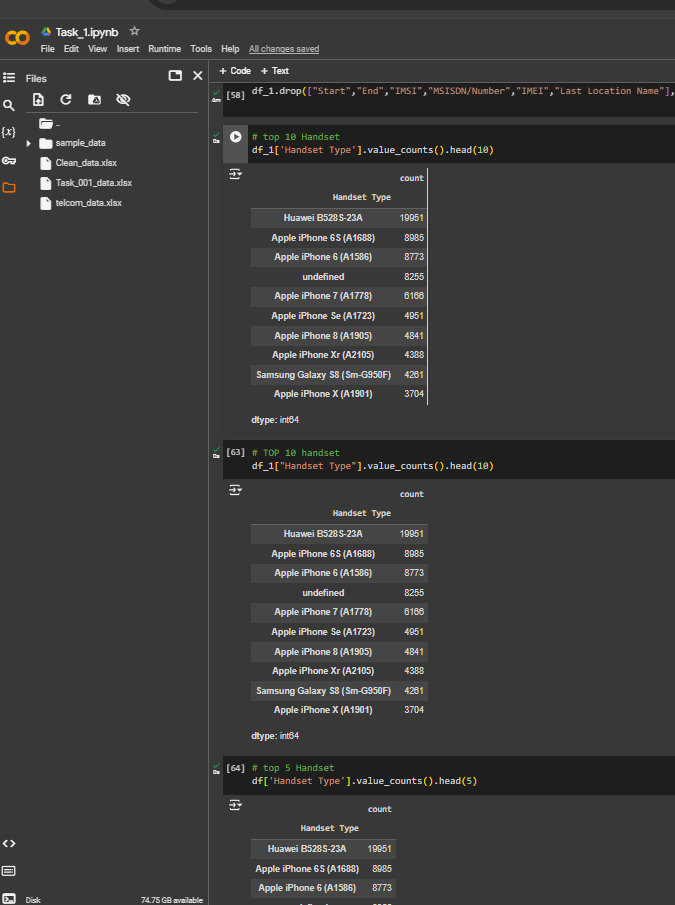 Task_1.ipynb
File Edit View Insert Runtime Tools Help All changes saved
Files
+ Code + Text
..
sample_data
Clean_data.xlsx
Task_001_data.xlsx
telcom_data.xlsx
{x}
[58] df_1.drop(["Start","End","IMSI","MSISDN/Number","IMEI","Last Location Name"],
# top 10 Handset
df_1['Handset Type'].value_counts().head(10)
count
Handset Type
Huawei B528S-23A 19951
Apple iPhone 6S (A1688) 8985
Apple iPhone 6 (A1586) 8773
undefined 8255
Apple iPhone 7 (A1778) 6166
Apple iPhone Se (A1723) 4951
Apple iPhone 8 (A1905) 4841
Apple iPhone Xr (A2105) 4388
Samsung Galaxy S8 (Sm-G950F) 4261
Apple iPhone X (A1901) 3704
dtype: int64
[63] # TOP 10 handset
df_1["Handset Type"].value_counts().head(10)
count
Handset Type
Huawei B528S-23A 19951
Apple iPhone 6S (A1688) 8985
Apple iPhone 6 (A1586) 8773
undefined 8255
Apple iPhone 7 (A1778) 6166
Apple iPhone Se (A1723) 4951
Apple iPhone 8 (A1905) 4841
Apple iPhone Xr (A2105) 4388
Samsung Galaxy S8 (Sm-G950F) 4261
Apple iPhone X (A1901) 3704
dtype: int64
[64] # top 5 Handset
df['Handset Type'].value_counts().head(5)
count
Handset Type
Huawei B528S-23A 19951
Apple iPhone 6S (A1688) 8985
Apple iPhone 6 (A1586) 8773
Disk 74.75 GB available